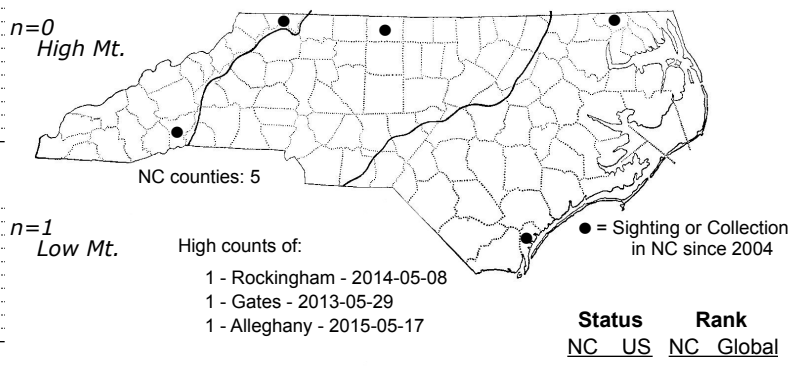 n=0
High Mt.
NC counties: 5
n=1
Low Mt.
High counts of:
1 - Rockingham - 2014-05-08
1 - Gates - 2013-05-29
1 - Alleghany - 2015-05-17
● = Sighting or Collection
in NC since 2004
Status Rank
NC US NC Global